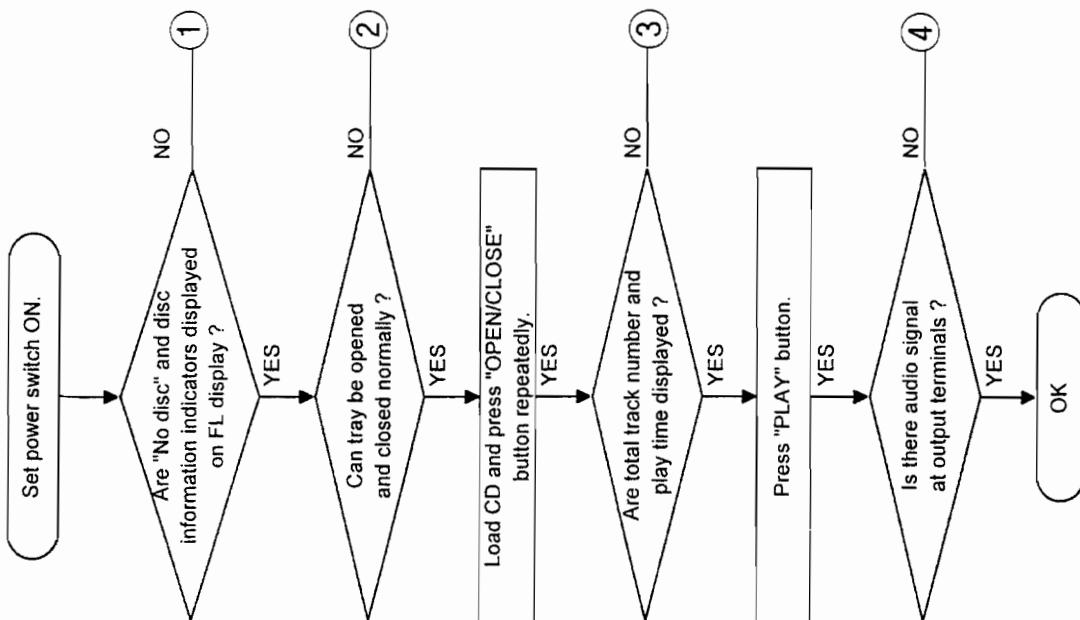 Set power switch ON.
Are "No disc" and disc
information indicators displayed
on FL display ?
NO
1
YES
Can tray be opened
and closed normally ?
NO
2
YES
Load CD and press "OPEN/CLOSE"
button repeatedly.
YES
Are total track number and
play time displayed ?
NO
3
YES
Press "PLAY" button.
YES
Is there audio signal
at output terminals ?
NO
4
YES
OK